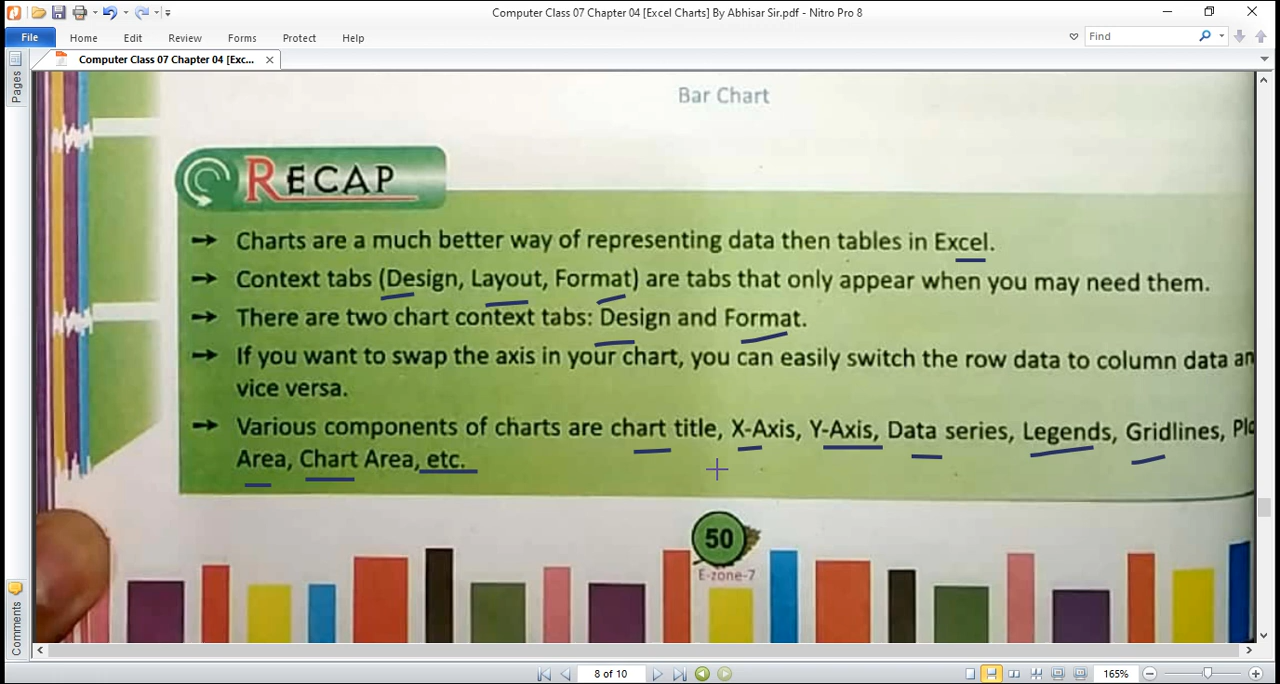 Computer Class 07 Chapter 04 [Excel Charts] By Abhisar Sir.pdf - Nitro Pro 8
File Home Edit Review Forms Protect Help
Find
Computer Class 07 Chapter 04 [Exc...
Pages
Bar Chart
RECAP
Charts are a much better way of representing data then tables in Excel.
Context tabs (Design, Layout, Format) are tabs that only appear when you may need them.
There are two chart context tabs: Design and Format.
If you want to swap the axis in your chart, you can easily switch the row data to column data an
vice versa.
Various components of charts are chart title, X-Axis, Y-Axis, Data series, Legends, Gridlines, Plo
Area, Chart Area, etc.
50
E-zone-7
Comments
8 of 10
165%